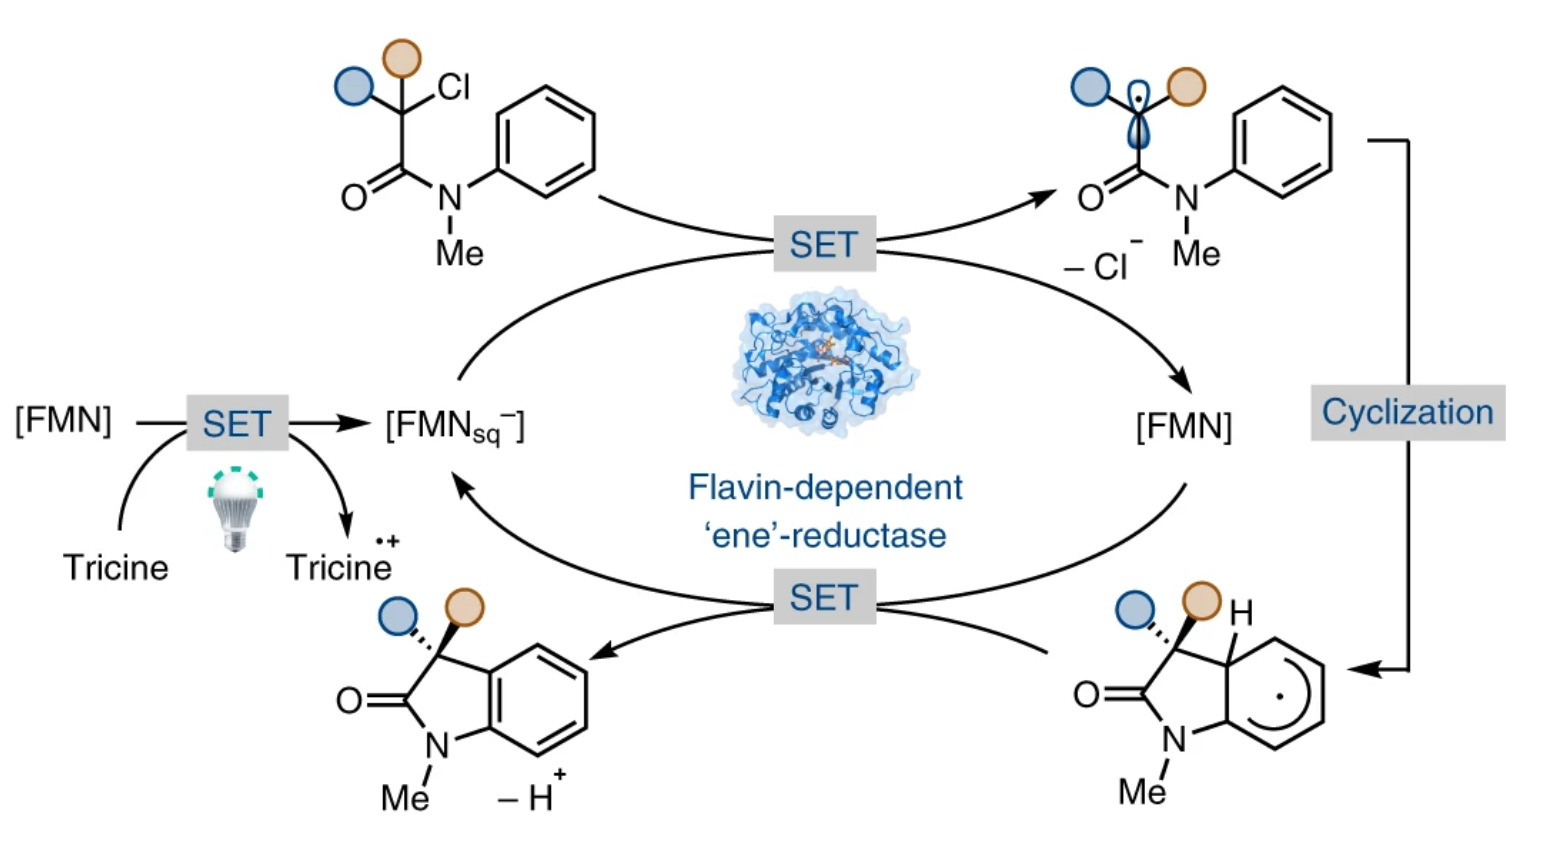 Cl
O
N
Me
SET
O
N
Me
– Cl⁻
[FMN]
SET
[FMNsq⁻]
[FMN]
Cyclization
Tricine
Tricine•+
Flavin-dependent
‘ene’-reductase
SET
O
N
Me
– H⁺
H
O
N
Me